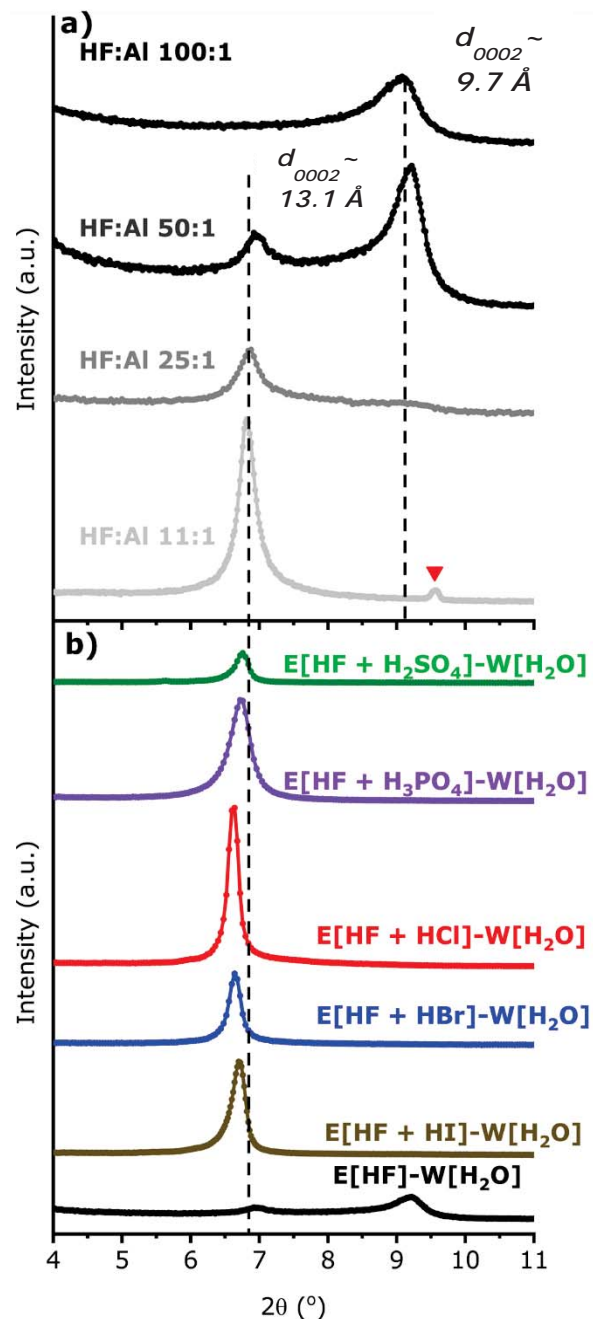 a)
HF:Al 100:1
d0002 ~
9.7 Å
d0002 ~
13.1 Å
HF:Al 50:1
HF:Al 25:1
HF:Al 11:1
Intensity (a.u.)
b)
E[HF + H2SO4]-W[H2O]
E[HF + H3PO4]-W[H2O]
E[HF + HCl]-W[H2O]
E[HF + HBr]-W[H2O]
E[HF + HI]-W[H2O]
E[HF]-W[H2O]
Intensity (a.u.)
4 5 6 7 8 9 10 11
2θ (°)